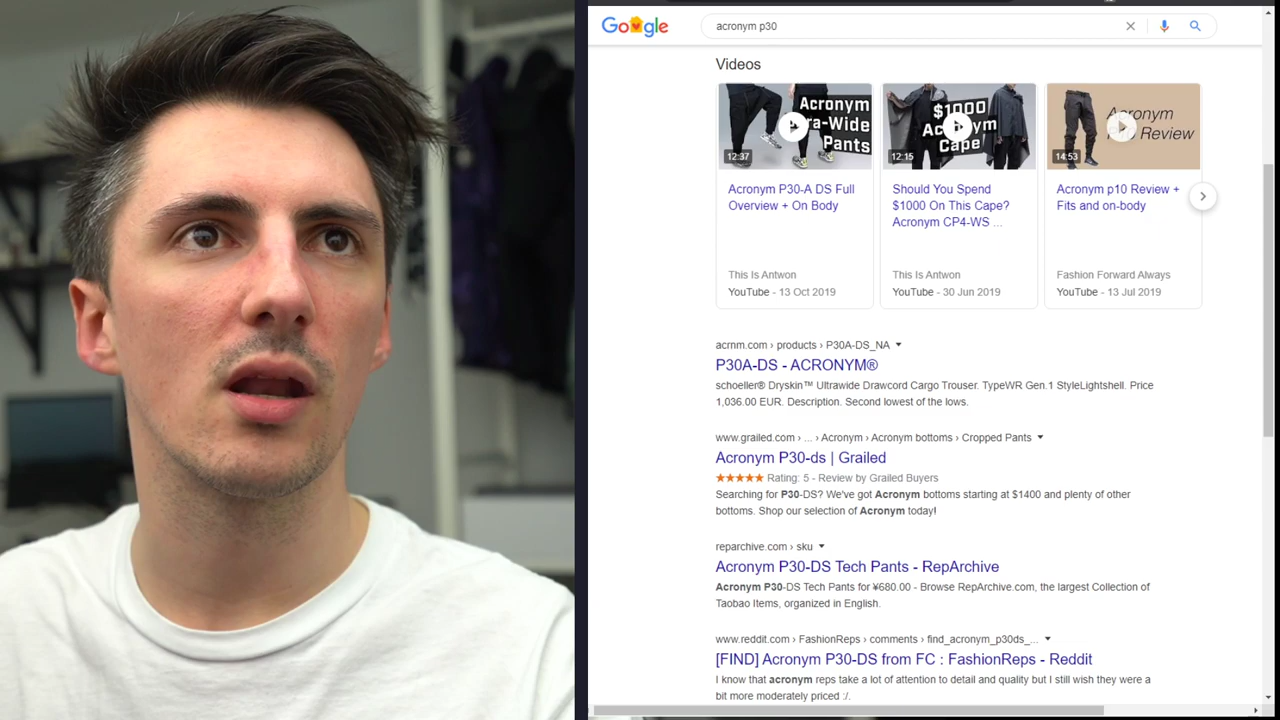 Google
acronym p30
Videos
Acronym
Ultra-Wide
Pants
12:37
Acronym P30-A DS Full
Overview + On Body
This Is Antwon
YouTube - 13 Oct 2019
$1000
Acronym
Cape!
12:15
Should You Spend
$1000 On This Cape?
Acronym CP4-WS ...
This Is Antwon
YouTube - 30 Jun 2019
Acronym
Review
14:53
Acronym p10 Review +
Fits and on-body
Fashion Forward Always
YouTube - 13 Jul 2019
acrnm.com › products › P30A-DS_NA
P30A-DS - ACRONYM®
schoeller® Dryskin™ Ultrawide Drawcord Cargo Trouser. TypeWR Gen.1 StyleLightshell. Price
1,036.00 EUR. Description. Second lowest of the lows.
www.grailed.com › ... › Acronym › Acronym bottoms › Cropped Pants
Acronym P30-ds | Grailed
★★★★★ Rating: 5 - Review by Grailed Buyers
Searching for P30-DS? We've got Acronym bottoms starting at $1400 and plenty of other
bottoms. Shop our selection of Acronym today!
reparchive.com › sku
Acronym P30-DS Tech Pants - RepArchive
Acronym P30-DS Tech Pants for ¥680.00 - Browse RepArchive.com, the largest Collection of
Taobao Items, organized in English.
www.reddit.com › FashionReps › comments › find_acronym_p30ds_...
[FIND] Acronym P30-DS from FC : FashionReps - Reddit
I know that acronym reps take a lot of attention to detail and quality but I still wish they were a
bit more moderately priced :/.